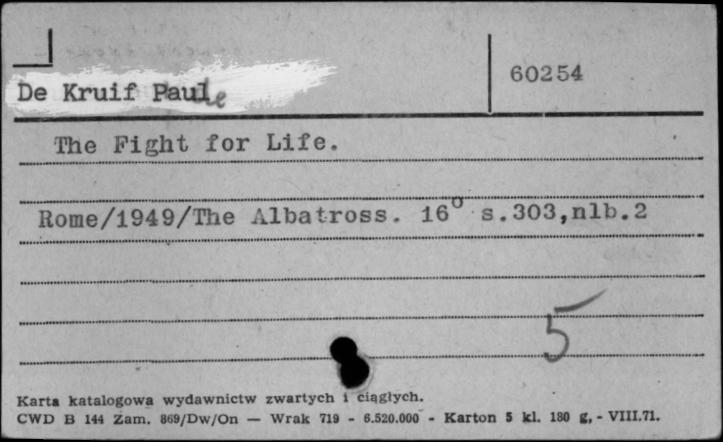 De Kruif Paul
60254
The Fight for Life.
Rome/1949/The Albatross. 16° s.303,nlb.2
5
Karta katalogowa wydawnictw zwartych i ciągłych.
CWD B 144 Zam. 869/Dw/On — Wrak 719 - 6.520.000 - Karton 5 kl. 180 g. - VIII.71.